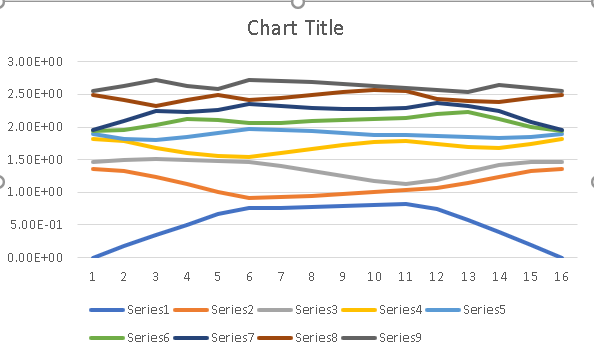 Chart Title
3.00E+00
2.50E+00
2.00E+00
1.50E+00
1.00E+00
5.00E-01
0.00E+00
1 2 3 4 5 6 7 8 9 10 11 12 13 14 15 16
Series1 Series2 Series3 Series4 Series5
Series6 Series7 Series8 Series9